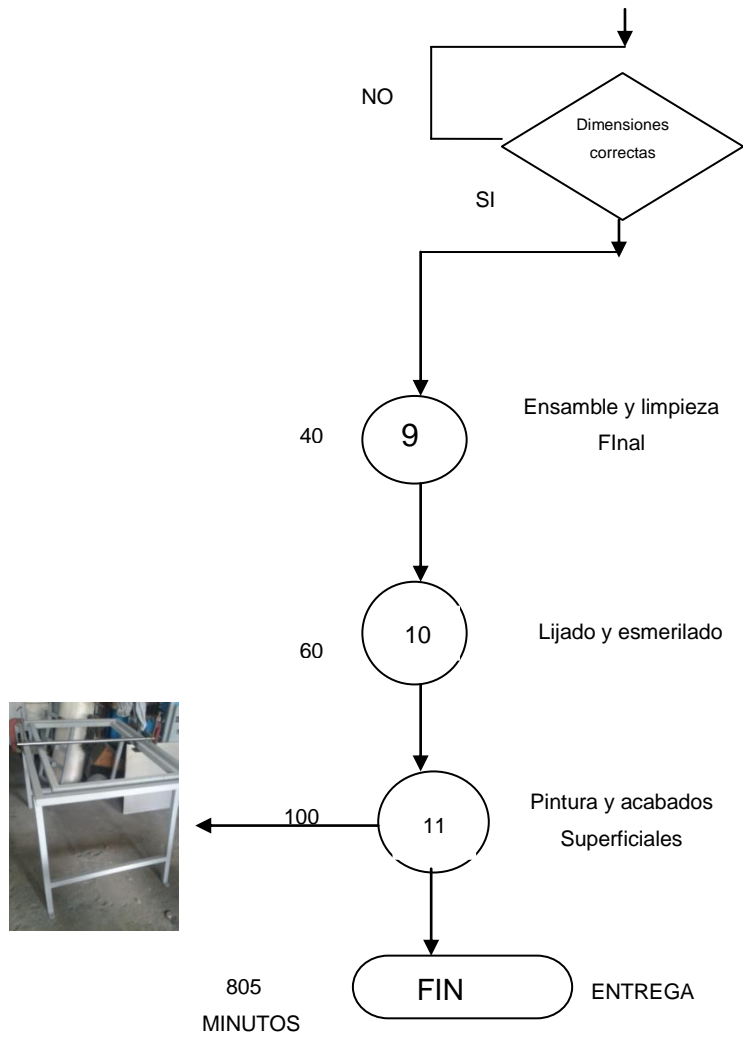 NO
Dimensiones
correctas
SI
40
9
Ensamble y limpieza
FInal
60
10
Lijado y esmerilado
100
11
Pintura y acabados
Superficiales
805
MINUTOS
FIN
ENTREGA